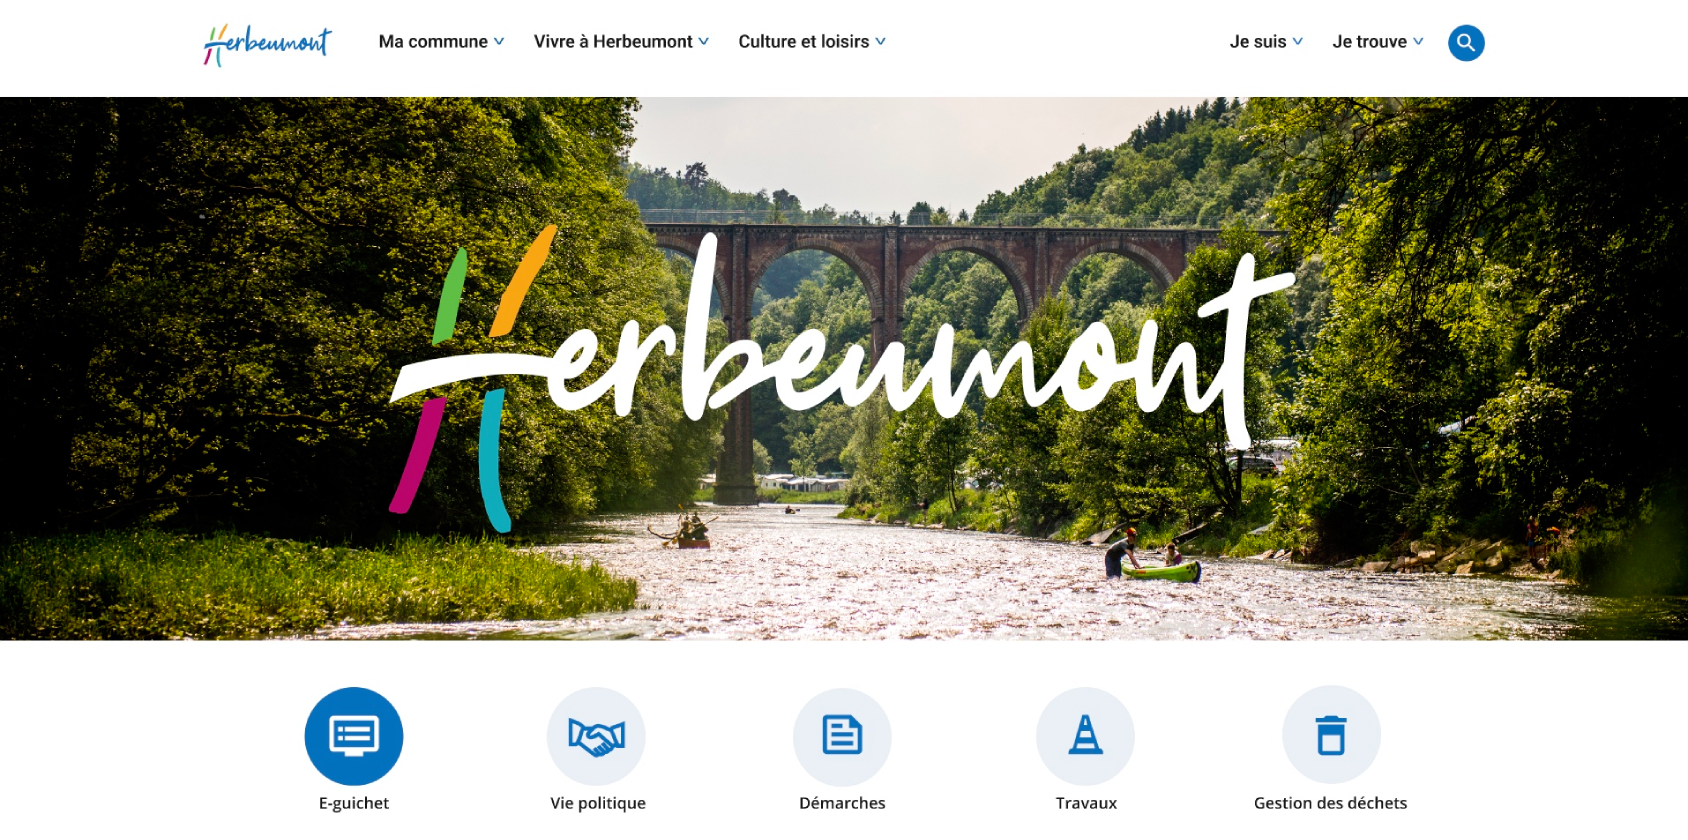 Herbeumont
Ma commune
Vivre à Herbeumont
Culture et loisirs
Je suis
Je trouve
Herbeumont
E-guichet
Vie politique
Démarches
Travaux
Gestion des déchets